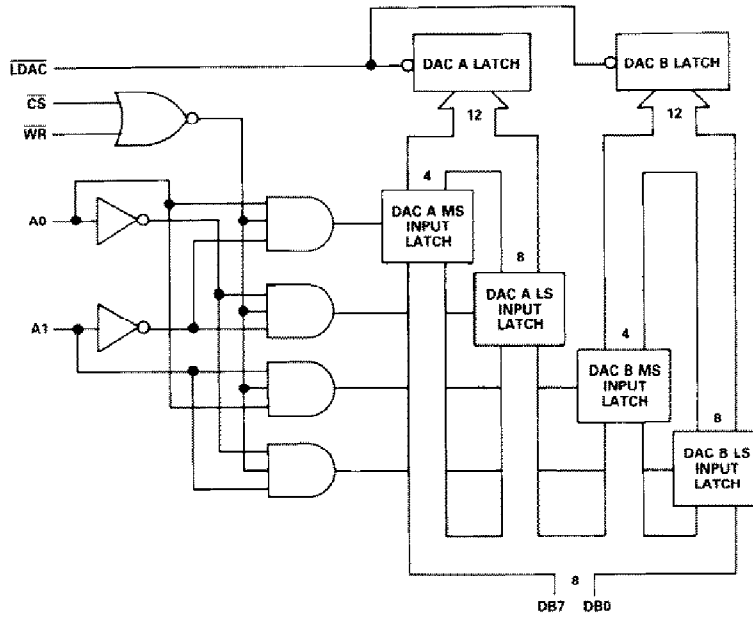 LDAC
DAC A LATCH
DAC B LATCH
CS
WR
12
12
4
A0
DAC A MS
INPUT
LATCH
8
DAC A LS
INPUT
LATCH
A1
4
DAC B MS
INPUT
LATCH
8
DAC B LS
INPUT
LATCH
8
DB7 DB0